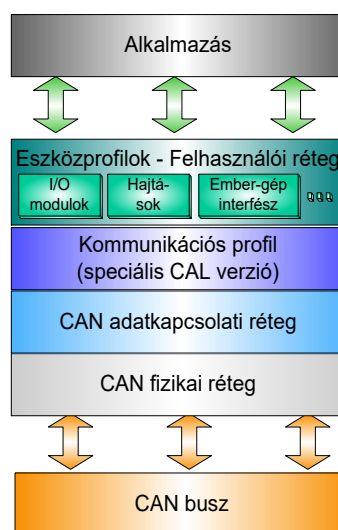 Alkalmazás
Eszközprofilok - Felhasználói réteg
I/O
modulok
Hajtá-
sok
Ember-gép
interfész
Kommunikációs profil
(speciális CAL verzió)
CAN adatkapcsolati réteg
CAN fizikai réteg
CAN busz